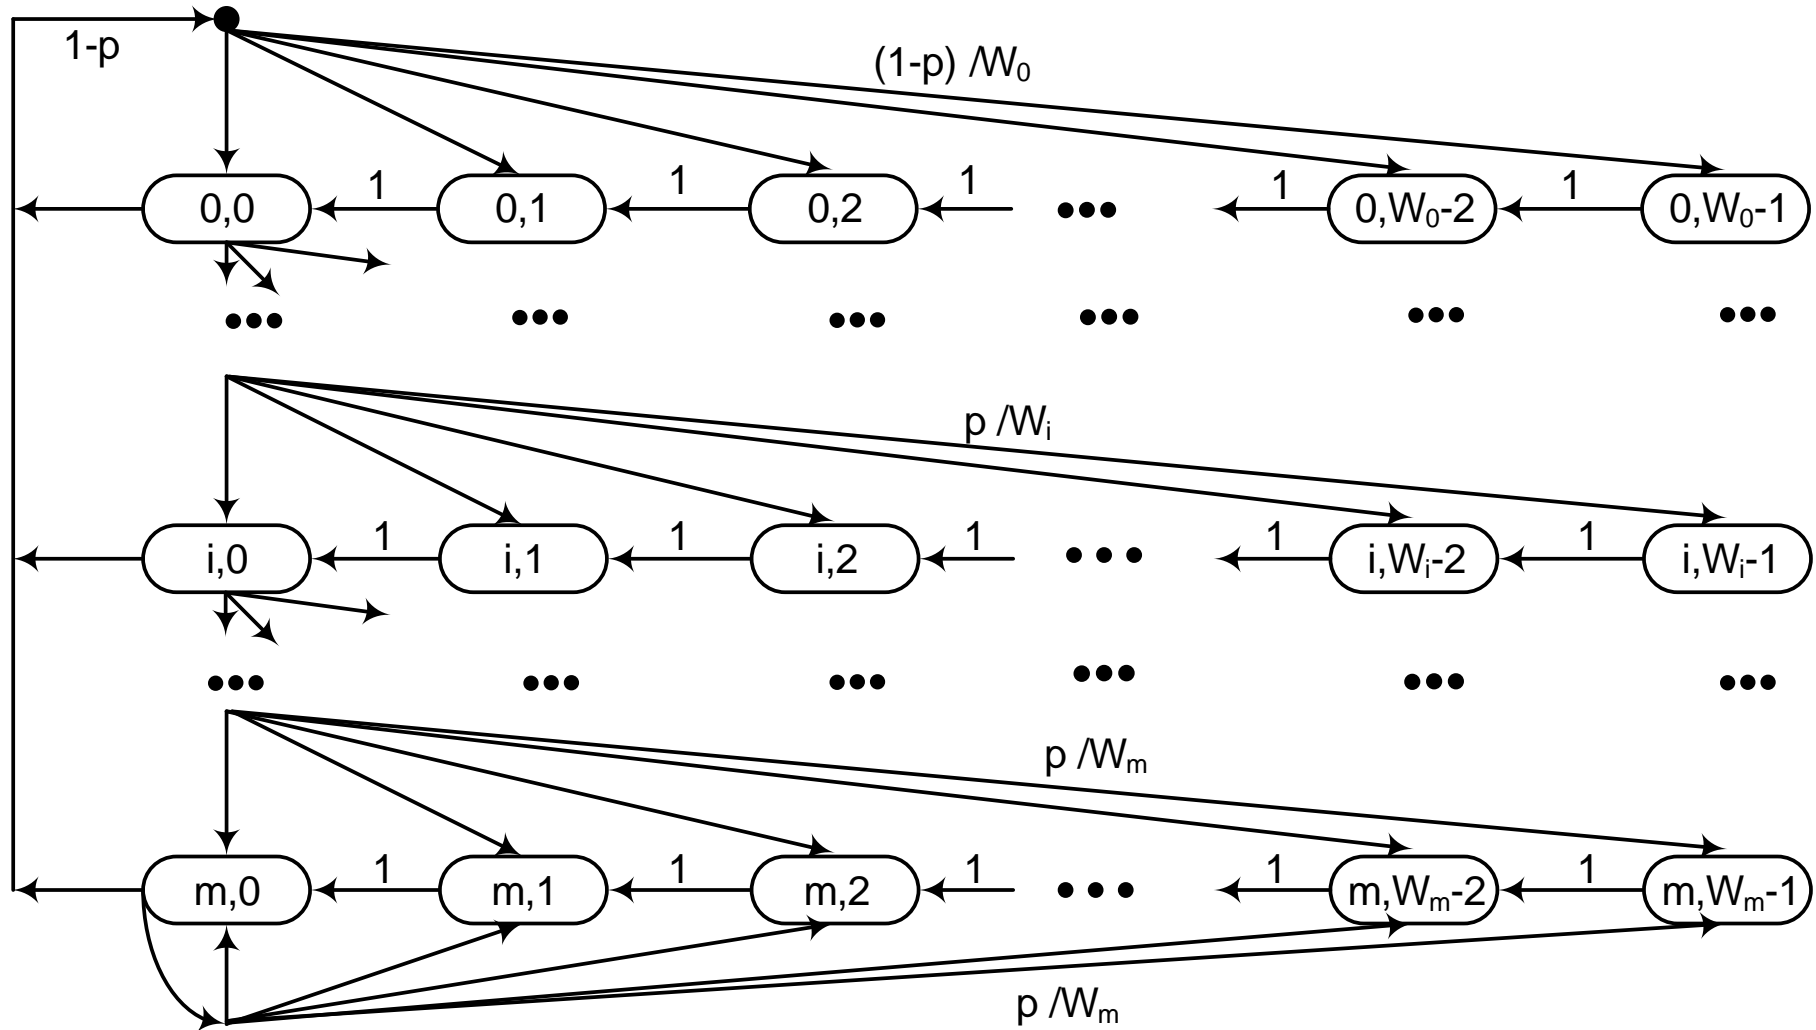 1-p
(1-p) /W₀
0,0 1 0,1 1 0,2 1 ••• 1 0,W₀-2 1 0,W₀-1
••• ••• ••• ••• ••• •••
p /Wᵢ
i,0 1 i,1 1 i,2 1 • • • 1 i,Wᵢ-2 1 i,Wᵢ-1
••• ••• ••• ••• ••• •••
p /Wₘ
m,0 1 m,1 1 m,2 1 • • • 1 m,Wₘ-2 1 m,Wₘ-1
p /Wₘ